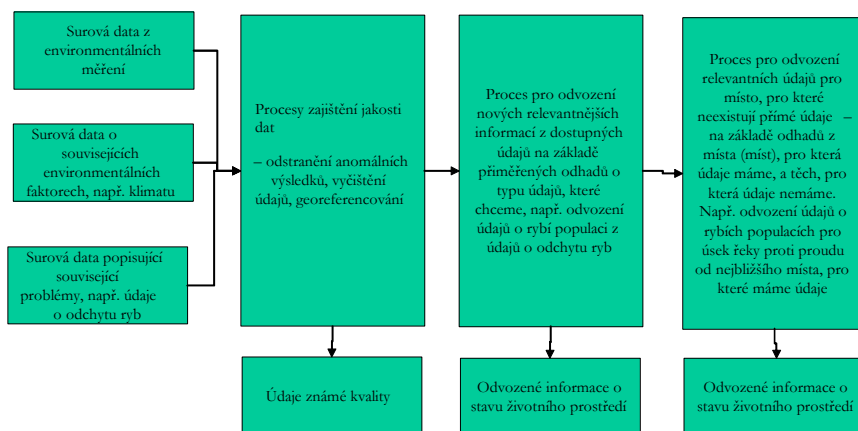 Surová data z
environmentálních
měření
Surová data o
souvisejících
environmentálních
faktorech, např. klimatu
Surová data popisující
související
problémy, např. údaje
o odchytu ryb
Procesy zajištění jakosti
dat
– odstranění anomálních
výsledků, vyčištění
údajů, georeferencování
Proces pro odvození
nových relevantnějších
informací z dostupných
údajů na základě
přiměřených odhadů o
typu údajů, které
chceme, např. odvození
údajů o rybí populaci z
údajů o odchytu ryb
Proces pro odvození
relevantních údajů pro
místo, pro které
neexistují přímé údaje –
na základě odhadů z
místa (míst), pro která
údaje máme, a těch, pro
která údaje nemáme.
Např. odvození údajů o
rybích populacích pro
úsek řeky proti proudu
od nejbližšího místa, pro
které máme údaje
Údaje známé kvality
Odvozené informace o
stavu životního prostředí
Odvozené informace o
stavu životního prostředí